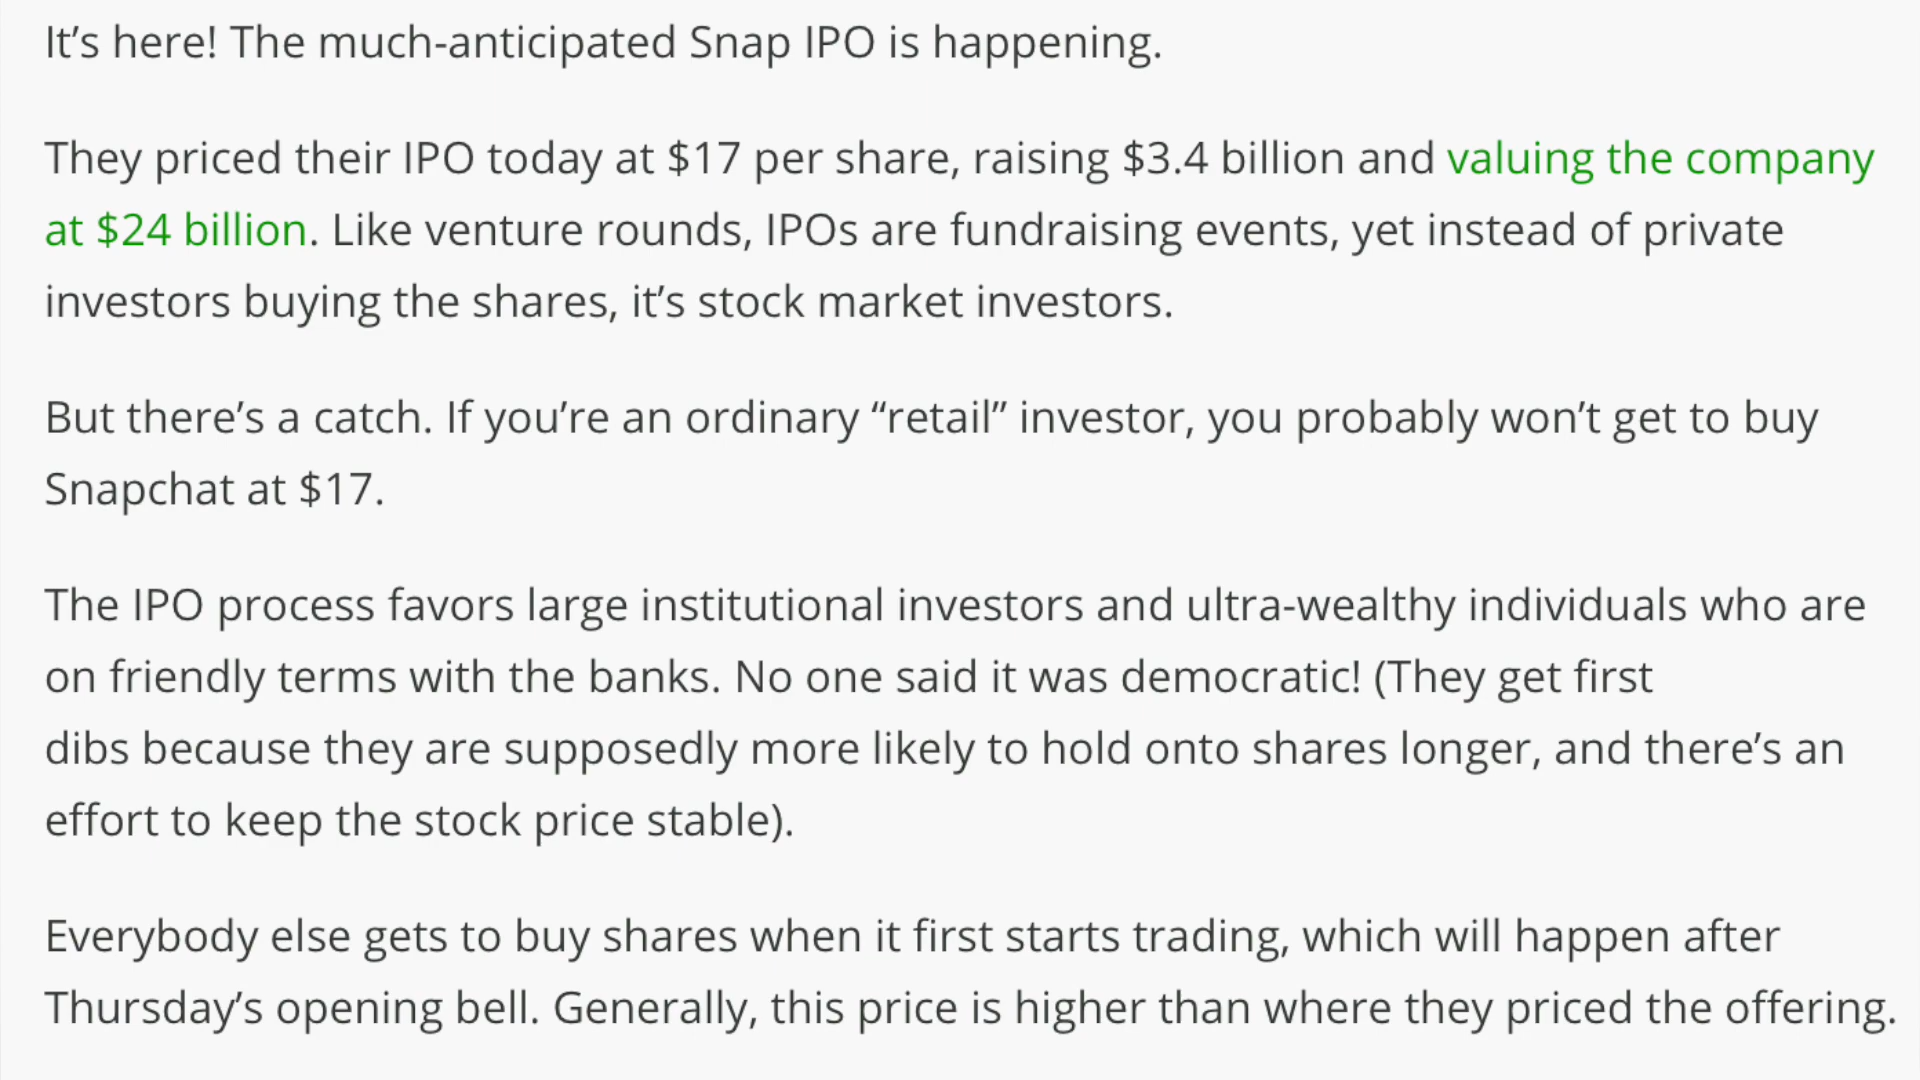 It’s here! The much-anticipated Snap IPO is happening.
They priced their IPO today at $17 per share, raising $3.4 billion and valuing the company
at $24 billion. Like venture rounds, IPOs are fundraising events, yet instead of private
investors buying the shares, it’s stock market investors.
But there’s a catch. If you’re an ordinary “retail” investor, you probably won’t get to buy
Snapchat at $17.
The IPO process favors large institutional investors and ultra-wealthy individuals who are
on friendly terms with the banks. No one said it was democratic! (They get first
dibs because they are supposedly more likely to hold onto shares longer, and there’s an
effort to keep the stock price stable).
Everybody else gets to buy shares when it first starts trading, which will happen after
Thursday’s opening bell. Generally, this price is higher than where they priced the offering.